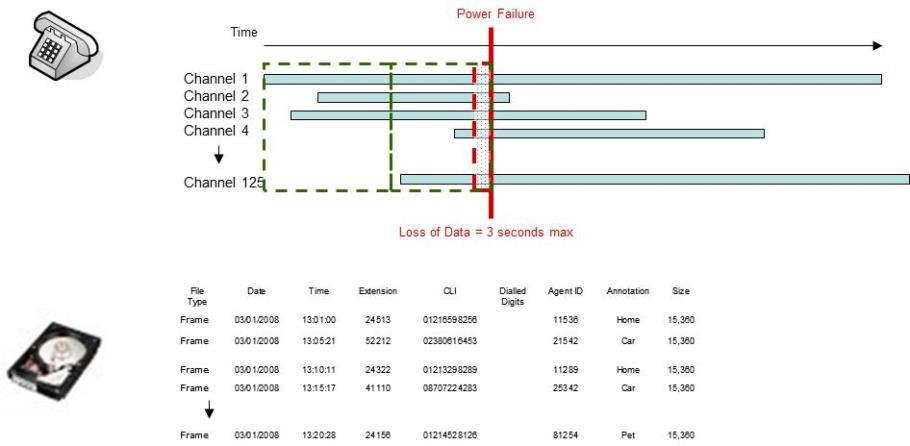 Power Failure
Time
Channel 1
Channel 2
Channel 3
Channel 4
Channel 125
Loss of Data = 3 seconds max
File Type Date Time Extension CLI Dialled Digits Agent ID Annotation Size
Frame 03/01/2008 13:01:00 24513 01216598256 11536 Home 15,360
Frame 03/01/2008 13:05:21 52212 02380616453 21542 Car 15,360
Frame 03/01/2008 13:10:11 24322 01213298289 11289 Home 15,360
Frame 03/01/2008 13:15:17 41110 08707224283 25342 Car 15,360
Frame 03/01/2008 13:20:28 24156 01214528126 81254 Pet 15,360